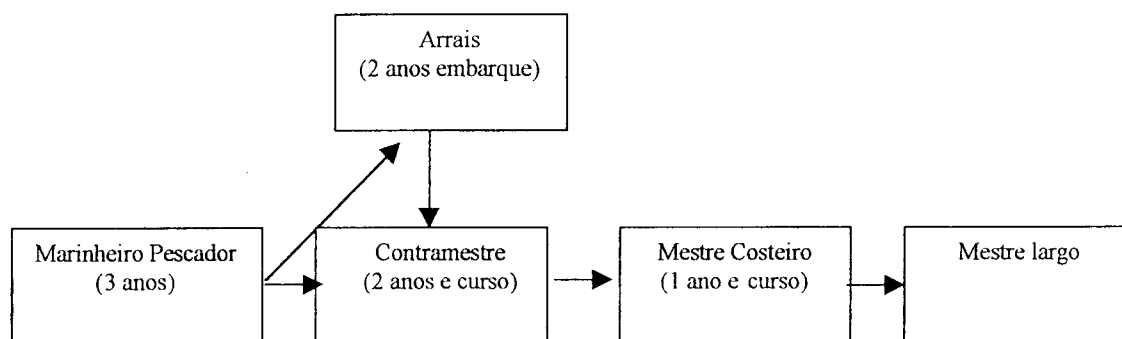 Arrais
(2 anos embarque)
Marinheiro Pescador
(3 anos)
Contramestre
(2 anos e curso)
Mestre Costeiro
(1 ano e curso)
Mestre largo